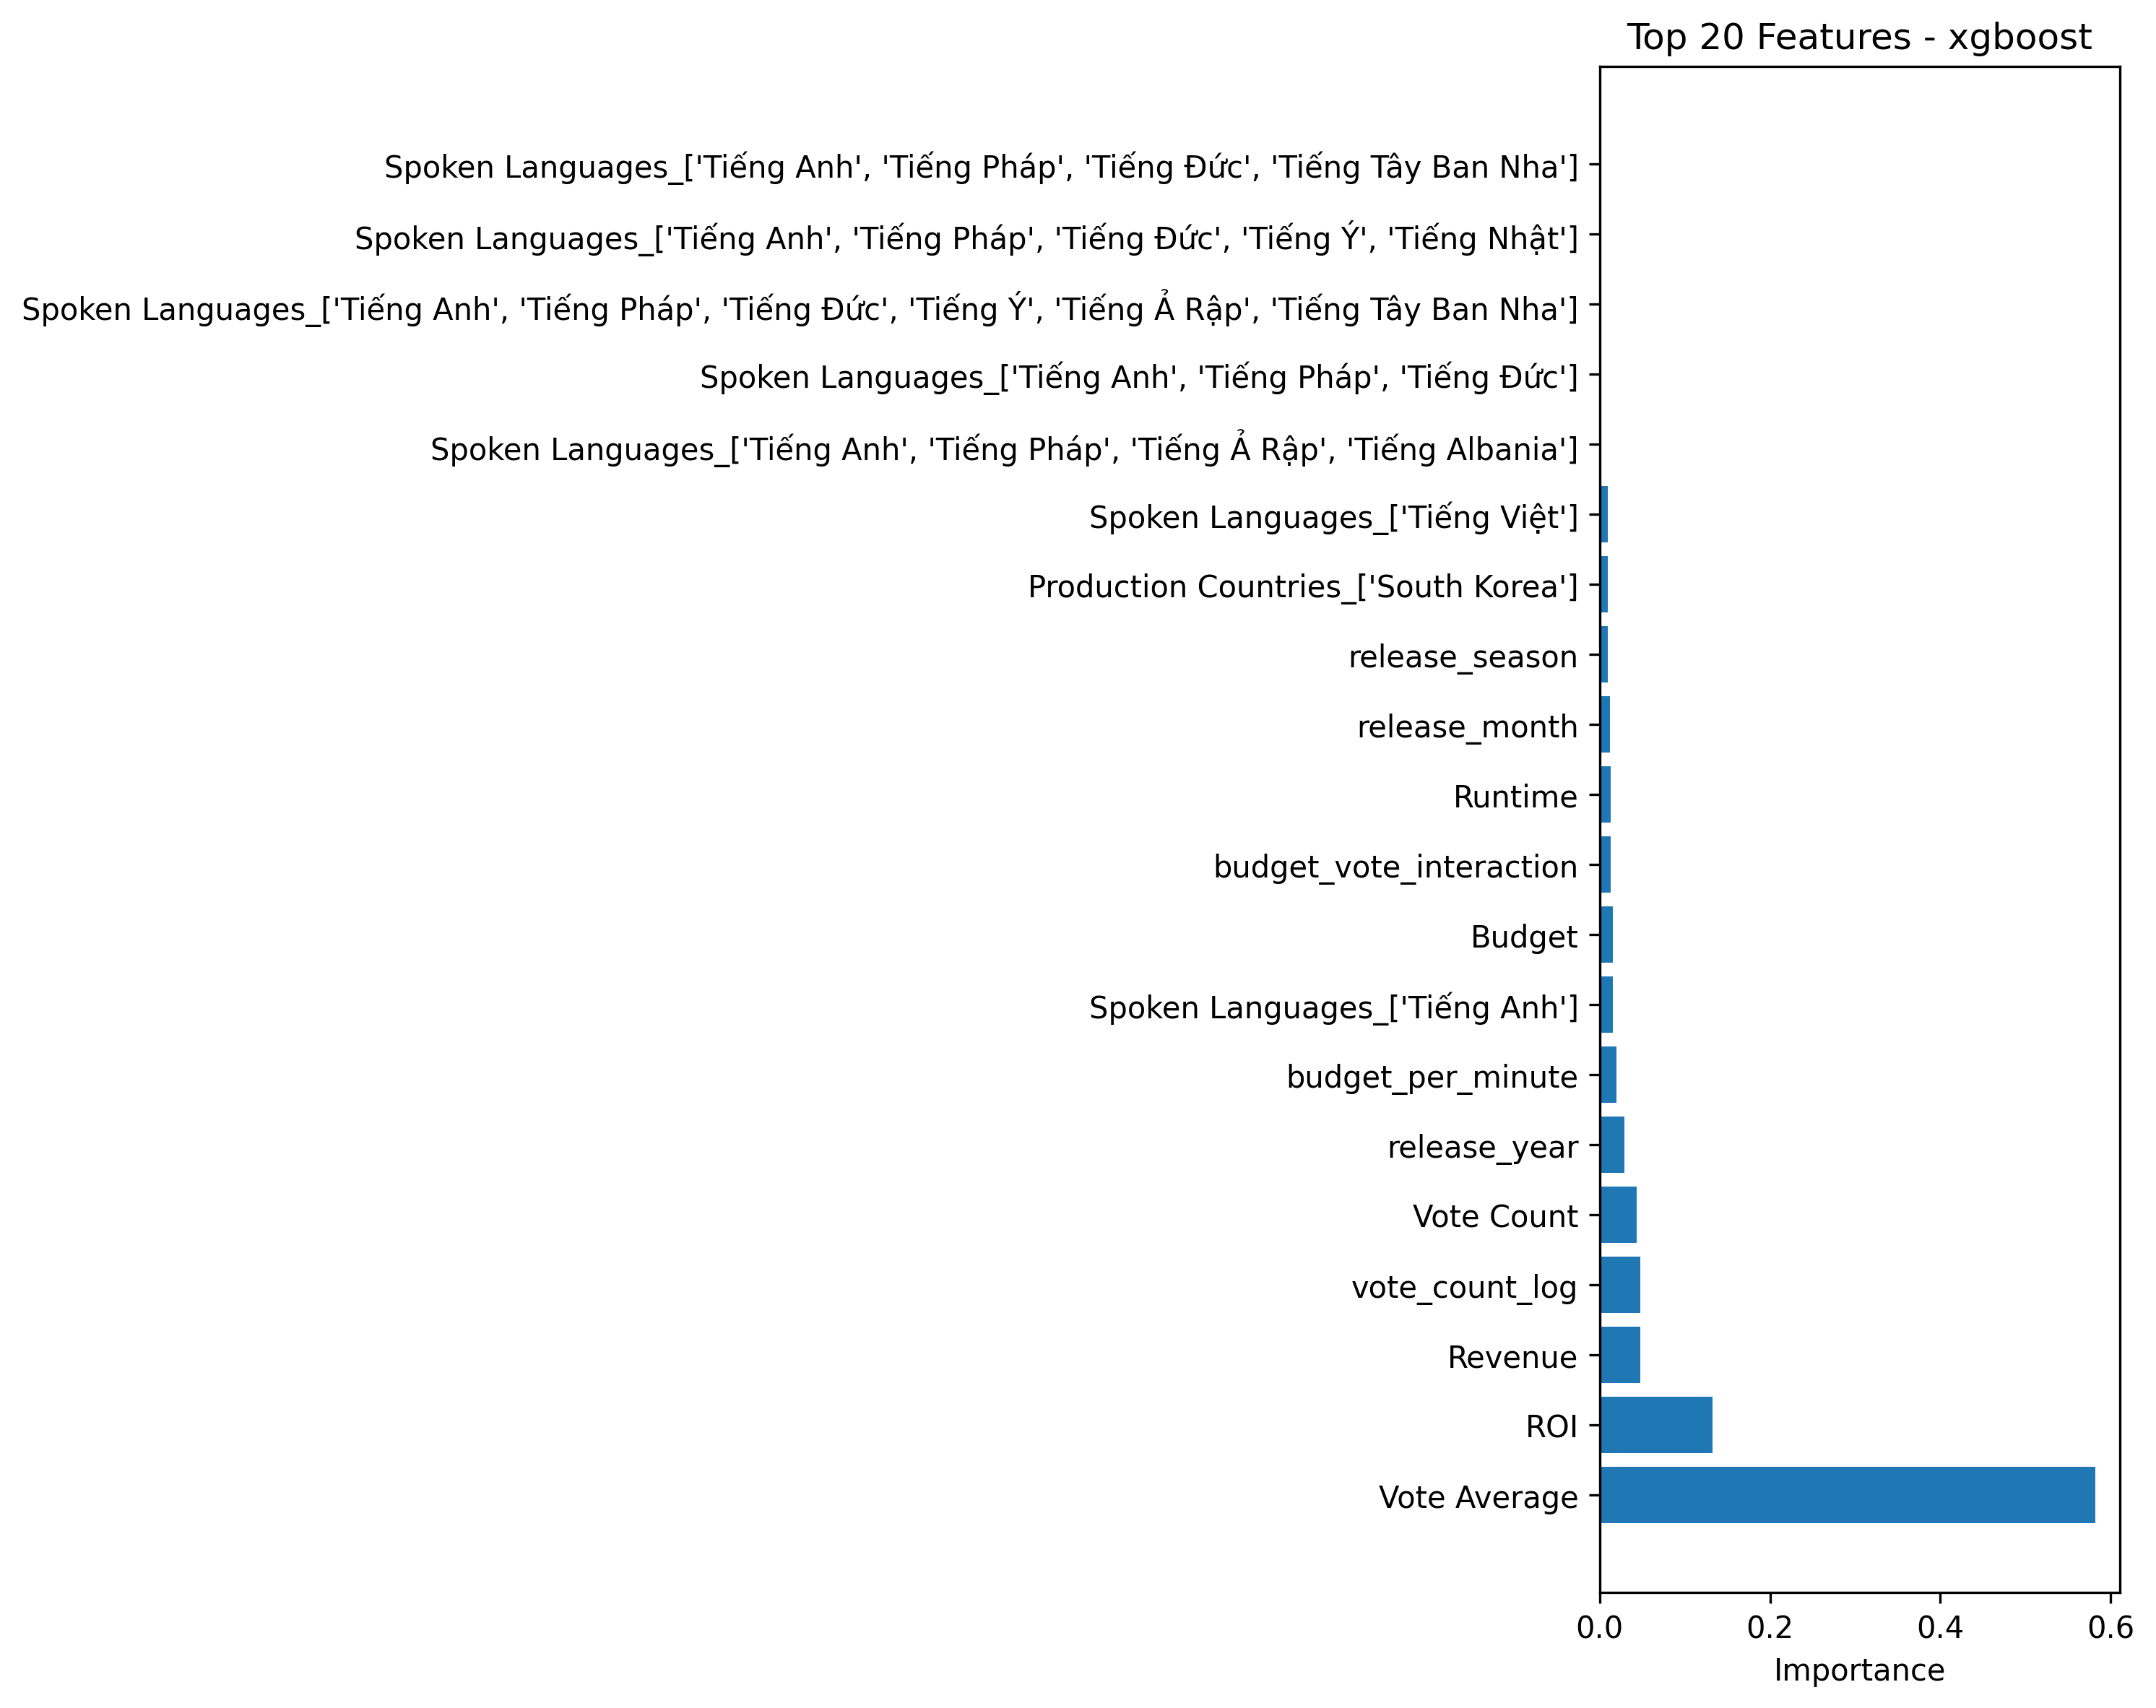 Top 20 Features - xgboost
Spoken Languages_['Tiếng Anh', 'Tiếng Pháp', 'Tiếng Đức', 'Tiếng Tây Ban Nha']
Spoken Languages_['Tiếng Anh', 'Tiếng Pháp', 'Tiếng Đức', 'Tiếng Ý', 'Tiếng Nhật']
Spoken Languages_['Tiếng Anh', 'Tiếng Pháp', 'Tiếng Đức', 'Tiếng Ý', 'Tiếng Ả Rập', 'Tiếng Tây Ban Nha']
Spoken Languages_['Tiếng Anh', 'Tiếng Pháp', 'Tiếng Đức']
Spoken Languages_['Tiếng Anh', 'Tiếng Pháp', 'Tiếng Ả Rập', 'Tiếng Albania']
Spoken Languages_['Tiếng Việt']
Production Countries_['South Korea']
release_season
release_month
Runtime
budget_vote_interaction
Budget
Spoken Languages_['Tiếng Anh']
budget_per_minute
release_year
Vote Count
vote_count_log
Revenue
ROI
Vote Average
0.0 0.2 0.4 0.6
Importance